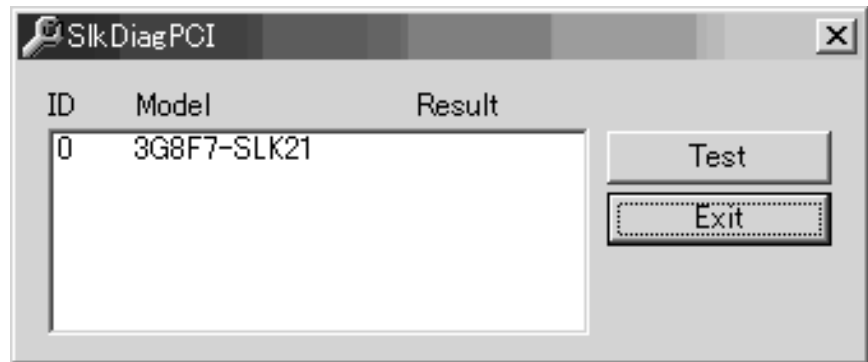 SlkDiagPCI
ID Model Result
0 3G8F7-SLK21
Test
Exit